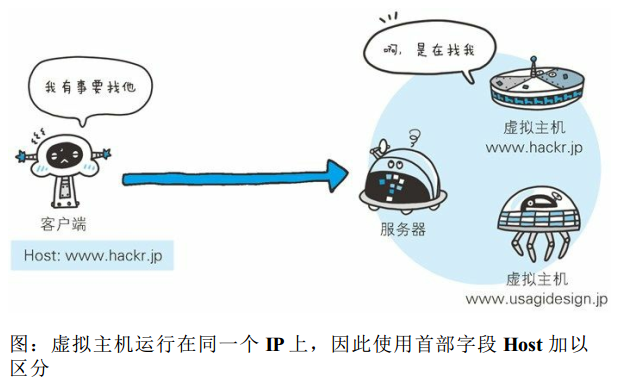 啊，是在找我
我有事要找他
虚拟主机
www.hackr.jp
客户端
服务器
Host: www.hackr.jp
虚拟主机
www.usagidesign.jp
图：虚拟主机运行在同一个 IP 上，因此使用首部字段 Host 加以
区分